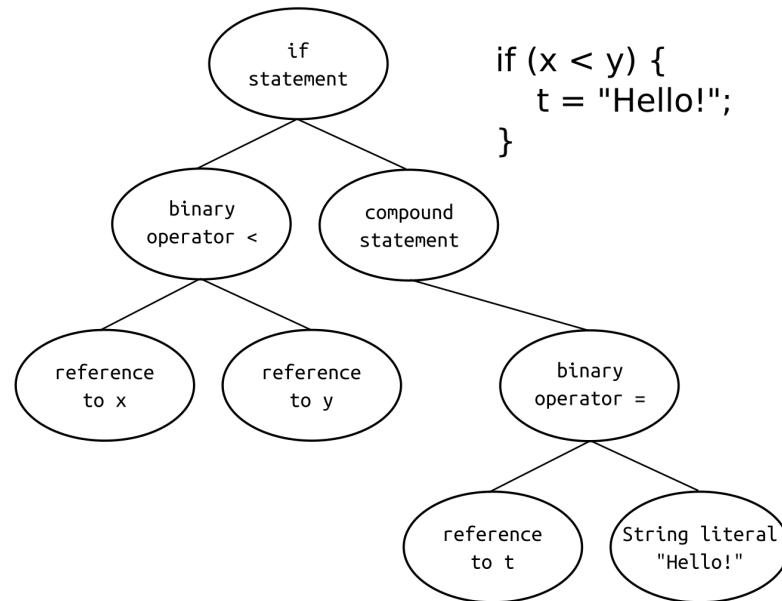 if
statement
if (x < y) {
t = "Hello!";
}
binary
operator <
compound
statement
reference
to x
reference
to y
binary
operator =
reference
to t
String literal
"Hello!"